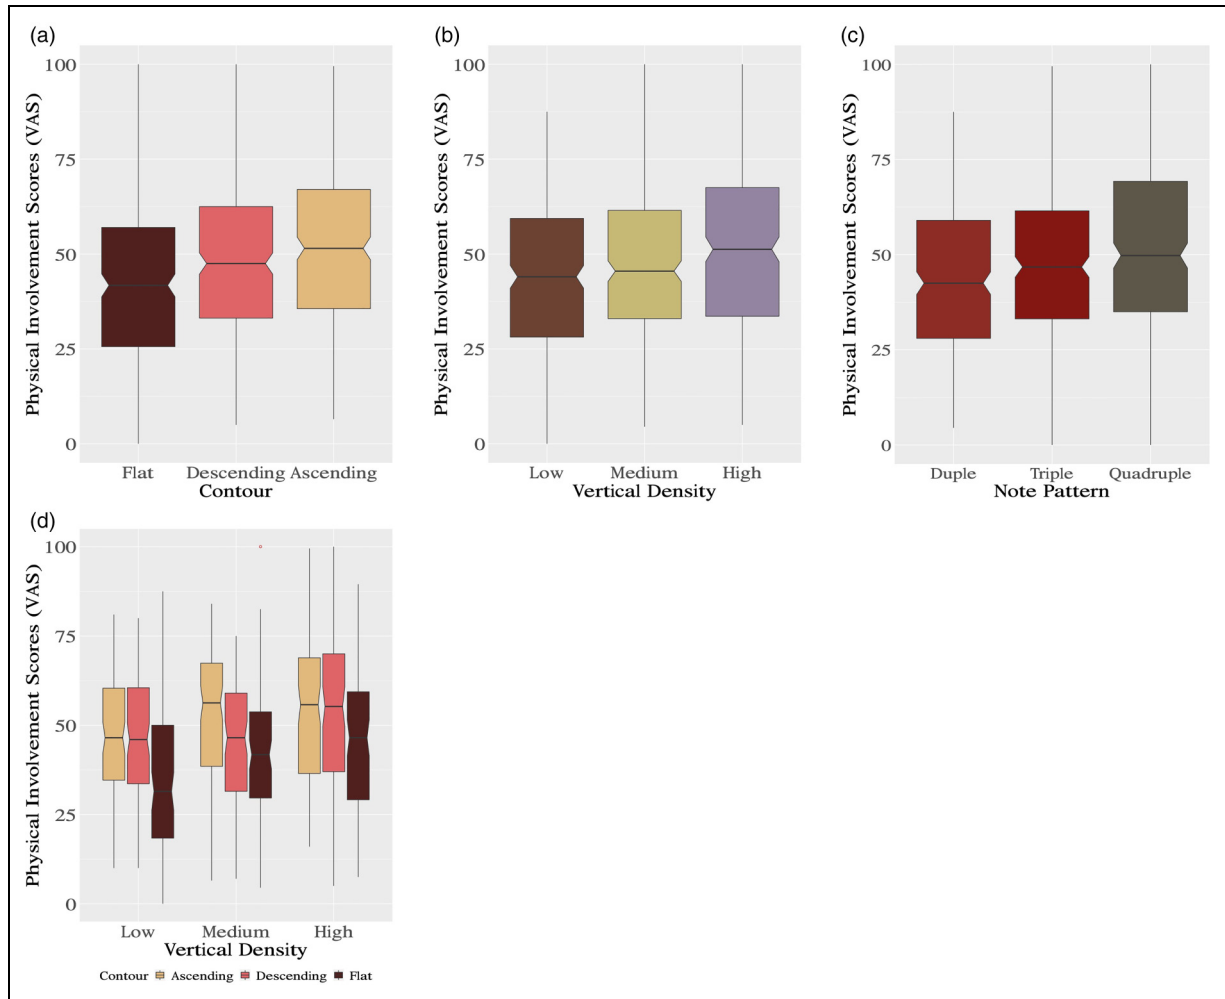 (a)
Physical Involvement Scores (VAS)
100
75
50
25
0
Flat Descending Ascending
Contour
(b)
Physical Involvement Scores (VAS)
100
75
50
25
0
Low Medium High
Vertical Density
(c)
Physical Involvement Scores (VAS)
100
75
50
25
0
Duple Triple Quadruple
Note Pattern
(d)
Physical Involvement Scores (VAS)
100
75
50
25
0
Low Medium High
Vertical Density
Contour Ascending Descending Flat